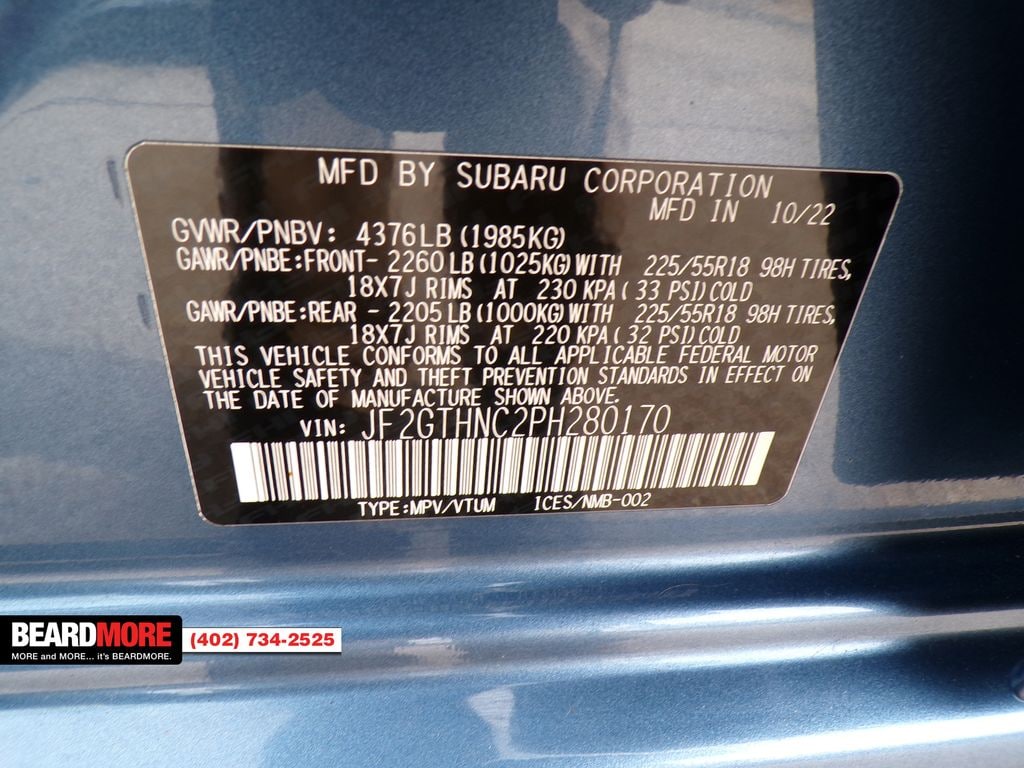 MFD BY SUBARU CORPORATION
MFD IN 10/22
GVWR/PNBV: 4376LB (1985KG)
GAWR/PNBE:FRONT- 2260 LB (1025KG) WITH 225/55R18 98H TIRES,
18X7J RIMS AT 230 KPA ( 33 PSI) COLD
GAWR/PNBE:REAR - 2205 LB (1000KG) WITH 225/55R18 98H TIRES,
18X7J RIMS AT 220 KPA ( 32 PSI) COLD
THIS VEHICLE CONFORMS TO ALL APPLICABLE FEDERAL MOTOR
VEHICLE SAFETY AND THEFT PREVENTION STANDARDS IN EFFECT ON
THE DATE OF MANUFACTURE SHOWN ABOVE.
VIN: JF2GTHNC2PH280170
TYPE:MPV/VTUM ICES/NMB-002
BEARDMORE (402) 734-2525
MORE and MORE... it's BEARDMORE.